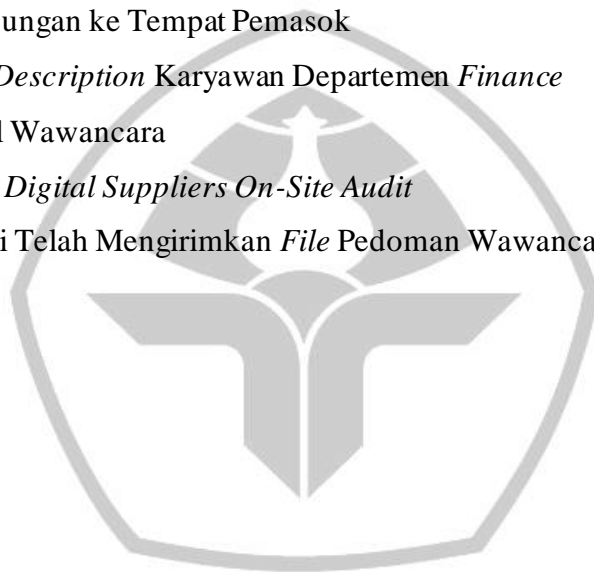 ungan ke Tempat Pemasok
Description Karyawan Departemen Finance
l Wawancara
Digital Suppliers On-Site Audit
i Telah Mengirimkan File Pedoman Wawanca